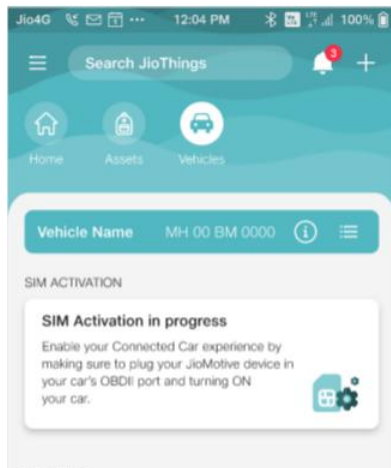 Jio4G 12:04 PM 100%
Search JioThings 3
Home Assets Vehicles
Vehicle Name MH 00 BM 0000
SIM ACTIVATION
SIM Activation in progress
Enable your Connected Car experience by
making sure to plug your JioMotive device in
your car's OBDII port and turning ON
your car.